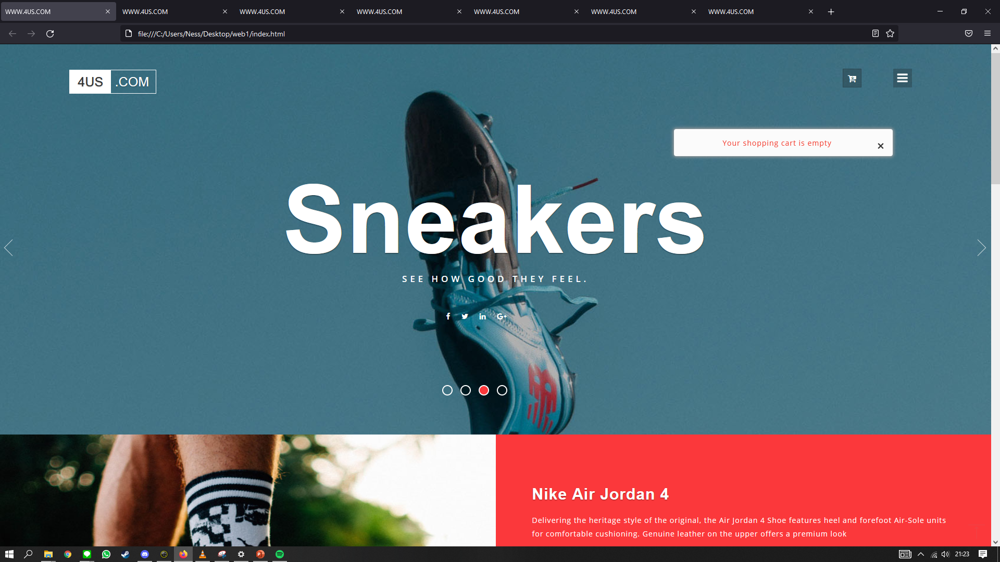 WWW.4US.COM WWW.4US.COM WWW.4US.COM WWW.4US.COM WWW.4US.COM WWW.4US.COM WWW.4US.COM
file:///C:/Users/Ness/Desktop/web1/index.html
4US .COM
Your shopping cart is empty
Sneakers
SEE HOW GOOD THEY FEEL.
Nike Air Jordan 4
Delivering the heritage style of the original, the Air Jordan 4 Shoe features heel and forefoot Air-Sole units
for comfortable cushioning. Genuine leather on the upper offers a premium look
21:23